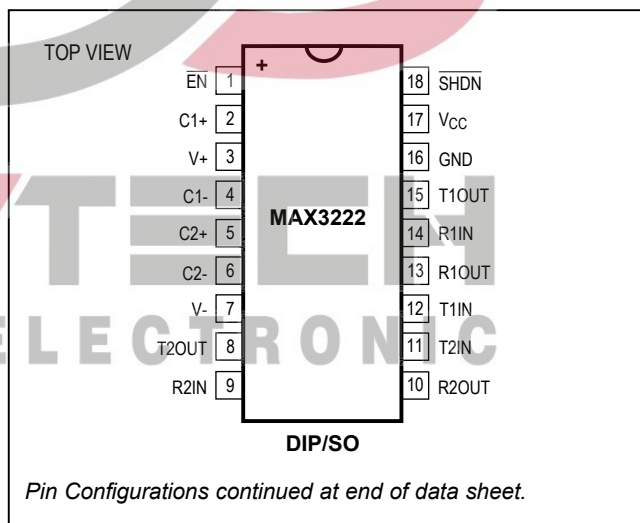 TOP VIEW
+
EN 1
C1+ 2
V+ 3
C1- 4
C2+ 5
C2- 6
V- 7
T2OUT 8
R2IN 9
MAX3222
18 SHDN
17 VCC
16 GND
15 T1OUT
14 R1IN
13 R1OUT
12 T1IN
11 T2IN
10 R2OUT
DIP/SO
Pin Configurations continued at end of data sheet.
TECH
ELECTRONIC